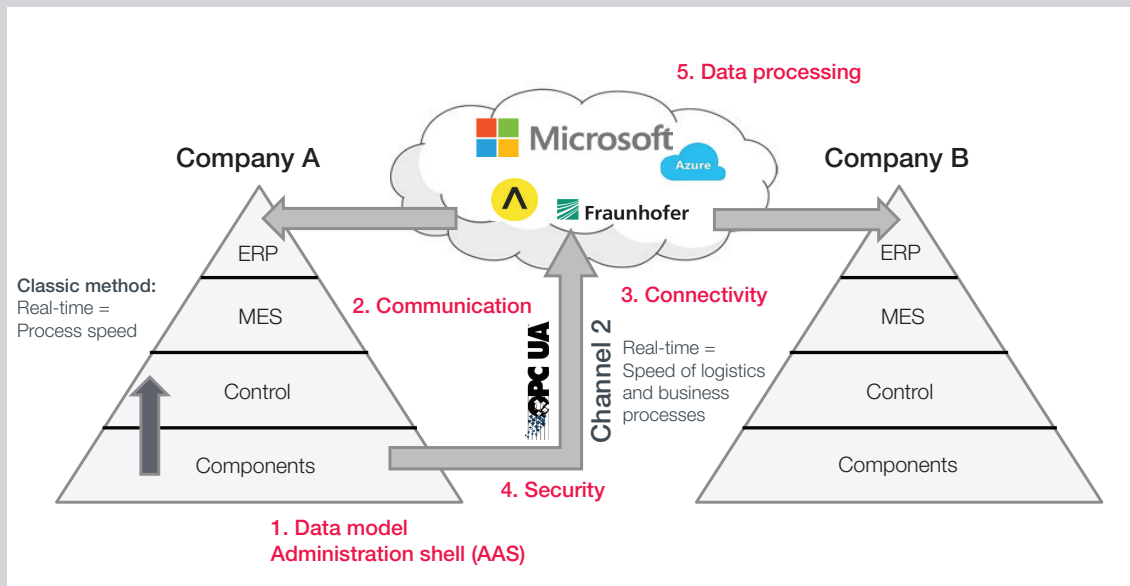 5. Data processing
Microsoft
Azure
Fraunhofer
Company A
Company B
ERP
MES
Control
Components
Classic method:
Real-time =
Process speed
2. Communication
OPC UA
Channel 2
3. Connectivity
Real-time =
Speed of logistics
and business
processes
4. Security
1. Data model
Administration shell (AAS)
ERP
MES
Control
Components